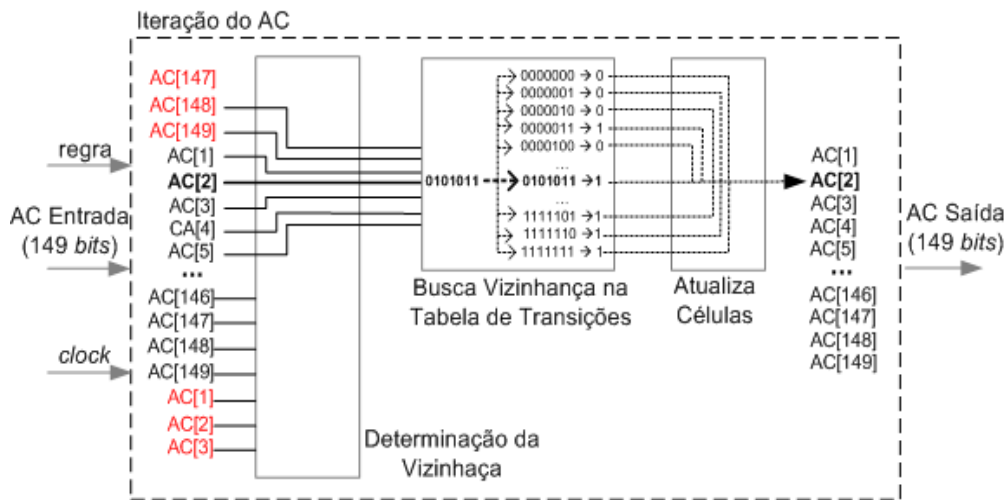 Iteração do AC
regra
AC Entrada
(149 bits)
clock
AC[147]
AC[148]
AC[149]
AC[1]
AC[2]
AC[3]
CA[4]
AC[5]
...
AC[146]
AC[147]
AC[148]
AC[149]
AC[1]
AC[2]
AC[3]
Determinação da
Vizinhaça
0101011
0000000 → 0
0000001 → 0
0000010 → 0
0000011 → 1
0000100 → 0
...
0101011 → 1
...
1111101 → 1
1111110 → 1
1111111 → 1
Busca Vizinhança na
Tabela de Transições
Atualiza
Células
AC[1]
AC[2]
AC[3]
AC[4]
AC[5]
...
AC[146]
AC[147]
AC[148]
AC[149]
AC Saída
(149 bits)